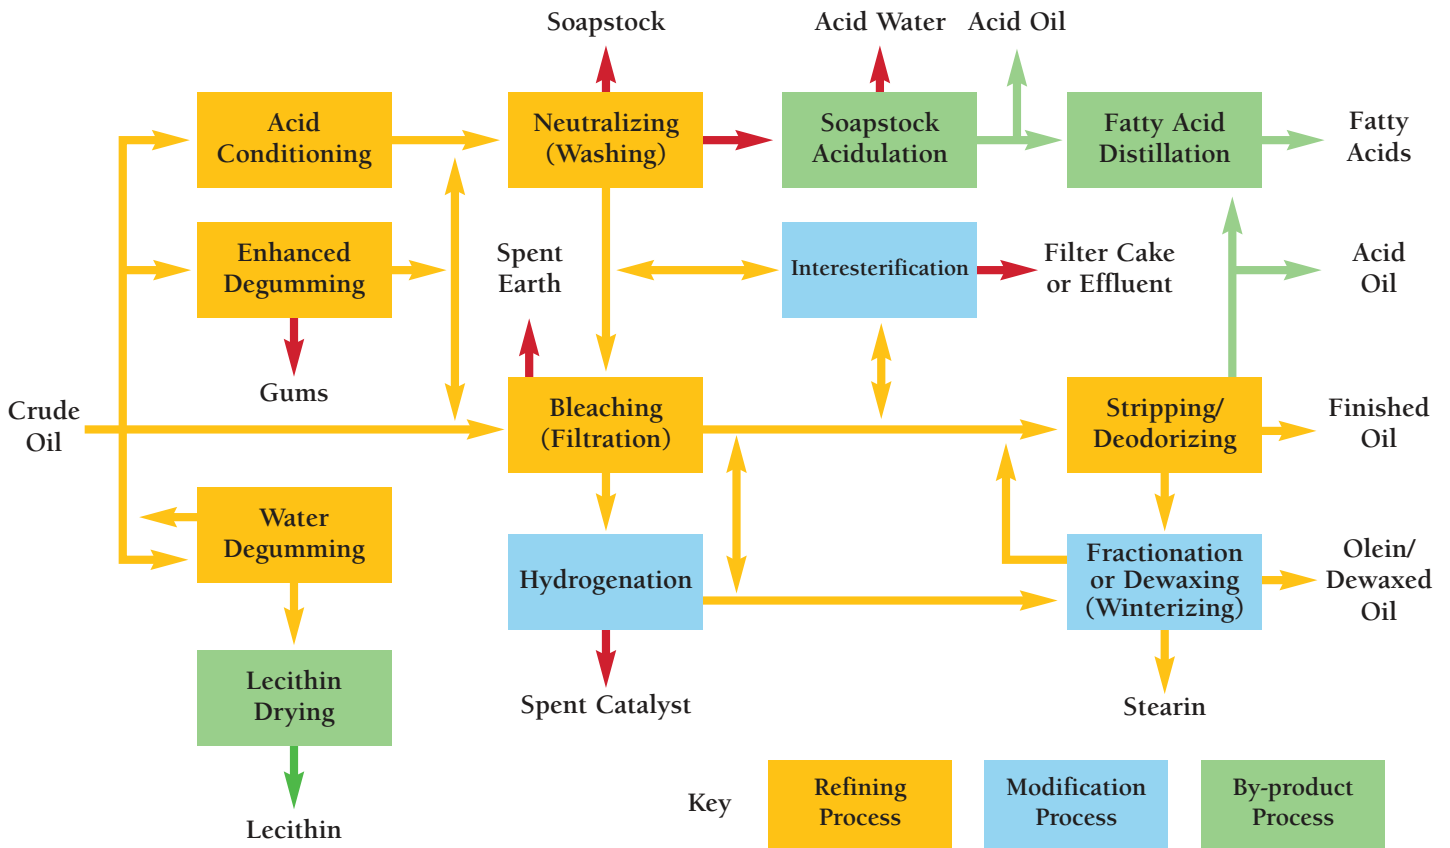 Soapstock
Acid Water
Acid Oil
Acid
Conditioning
Neutralizing
(Washing)
Soapstock
Acidulation
Fatty Acid
Distillation
Fatty
Acids
Enhanced
Degumming
Spent
Earth
Interesterification
Filter Cake
or Effluent
Acid
Oil
Gums
Crude
Oil
Bleaching
(Filtration)
Stripping/
Deodorizing
Finished
Oil
Water
Degumming
Hydrogenation
Fractionation
or Dewaxing
(Winterizing)
Olein/
Dewaxed
Oil
Lecithin
Drying
Spent Catalyst
Stearin
Lecithin
Key
Refining
Process
Modification
Process
By-product
Process